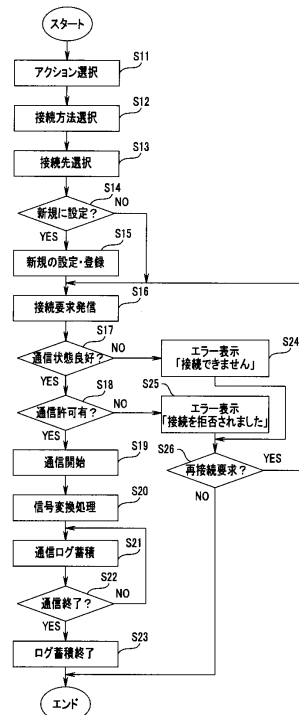 スタート
S11
アクション選択
S12
接続方法選択
S13
接続先選択
S14
新規に設定？
NO
YES
S15
新規の設定・登録
S16
接続要求発信
S17
通信状態良好？
NO
YES
S24
エラー表示
「接続できません」
S18
通信許可有？
NO
YES
S25
エラー表示
「接続を拒否されました」
S19
通信開始
S26
再接続要求？
YES
NO
S20
信号変換処理
S21
通信ログ蓄積
S22
通信終了？
NO
YES
S23
ログ蓄積終了
エンド